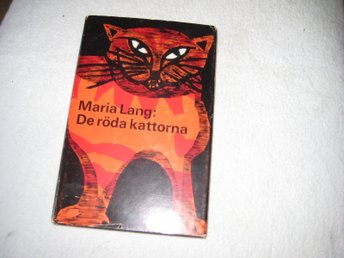 Maria Lang:
De röda kattorna